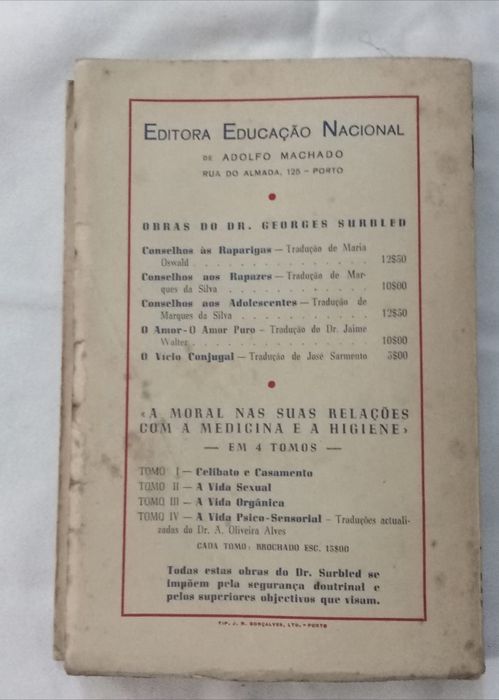 EDITORA EDUCAÇÃO NACIONAL
DE ADOLFO MACHADO
RUA DO ALMADA, 125 - PORTO
OBRAS DO DR. GEORGES SURBLED
Conselhos às Raparigas — Tradução de Maria
Oswald . . . . . . . . . . . . 12$50
Conselhos aos Rapazes — Tradução de Mar-
ques da Silva . . . . . . . . . . 10$00
Conselhos aos Adolescentes — Tradução de
Marques da Silva . . . . . . . . . 12$50
O Amor-O Amor Puro - Tradução do Dr. Jaime
Walter . . . . . . . . . . . . 10$00
O Vício Conjugal — Tradução de José Sarmento 5$00
«A MORAL NAS SUAS RELAÇÕES
COM A MEDICINA E A HIGIENE»
— EM 4 TOMOS —
TOMO I — Celibato e Casamento
TOMO II — A Vida Sexual
TOMO III — A Vida Orgânica
TOMO IV — A Vida Psico-Sensorial - Traduções actuali-
zadas do Dr. A. Oliveira Alves
CADA TOMO: BROCHADO ESC. 15$00
Todas estas obras do Dr. Surbled se
impõem pela segurança doutrinal e
pelos superiores objectivos que visam.
TIP. J. R. GONÇALVES, LTD. - PORTO